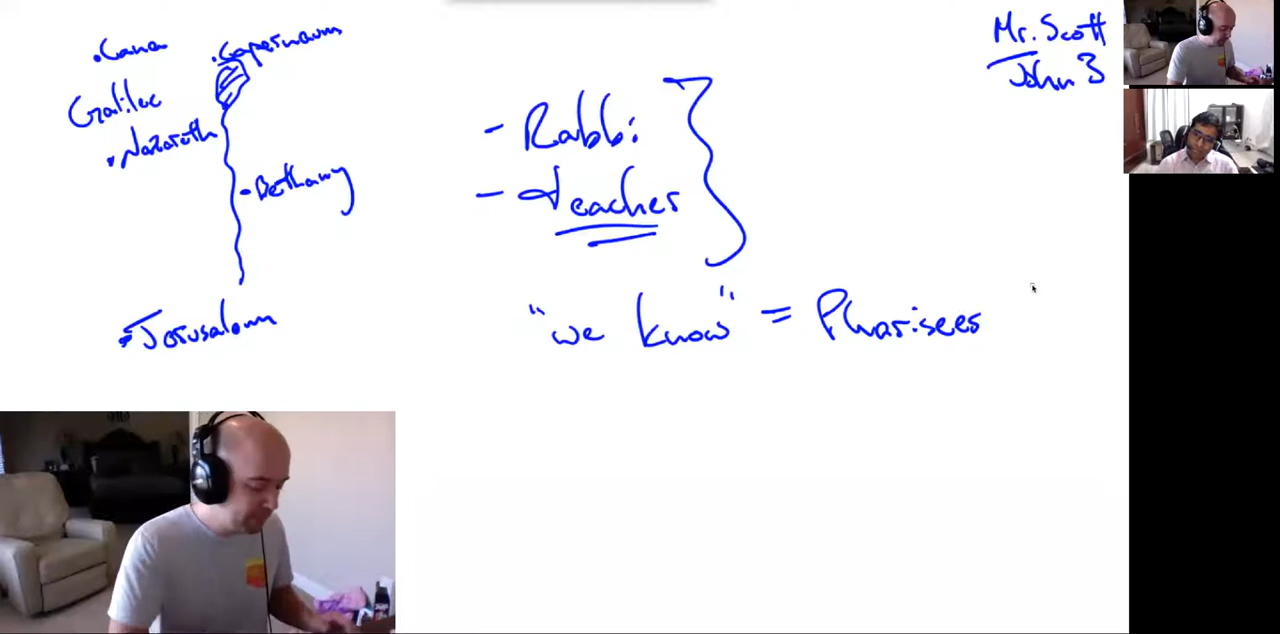 .Cana
.Capernaum
Galilee
.Nazareth
-Bethany
Jerusalem
- Rabbi
- Teacher
"we know" = Pharisees
Mr. Scott
John 3